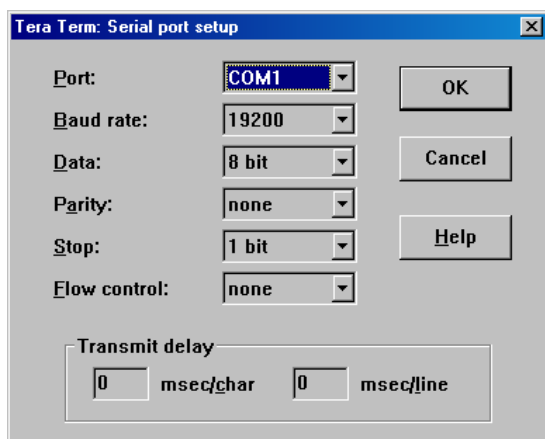 Tera Term: Serial port setup
Port: COM1
OK
Baud rate: 19200
Data: 8 bit
Cancel
Parity: none
Stop: 1 bit
Help
Flow control: none
Transmit delay
0 msec/char 0 msec/line